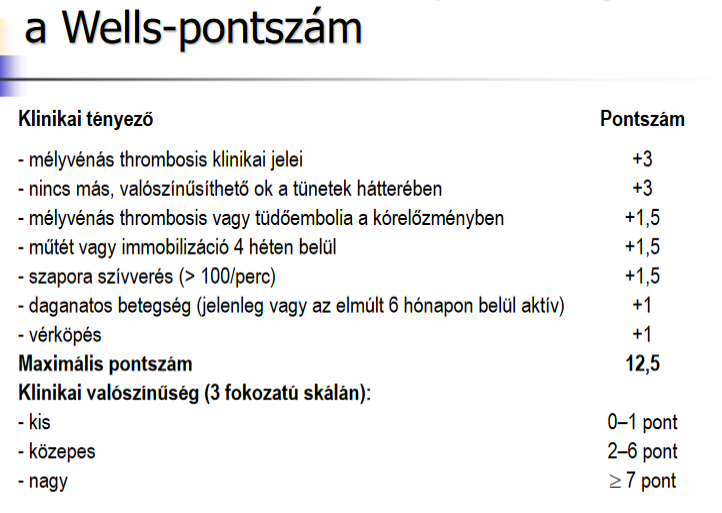 a Wells-pontszám
Klinikai tényező Pontszám
- mélyvénás thrombosis klinikai jelei +3
- nincs más, valószínűsíthető ok a tünetek hátterében +3
- mélyvénás thrombosis vagy tüdőembolia a kórelőzményben +1,5
- műtét vagy immobilizáció 4 héten belül +1,5
- szapora szívverés (> 100/perc) +1,5
- daganatos betegség (jelenleg vagy az elmúlt 6 hónapon belül aktív) +1
- vérköpés +1
Maximális pontszám 12,5
Klinikai valószínűség (3 fokozatú skálán):
- kis 0–1 pont
- közepes 2–6 pont
- nagy ≥ 7 pont